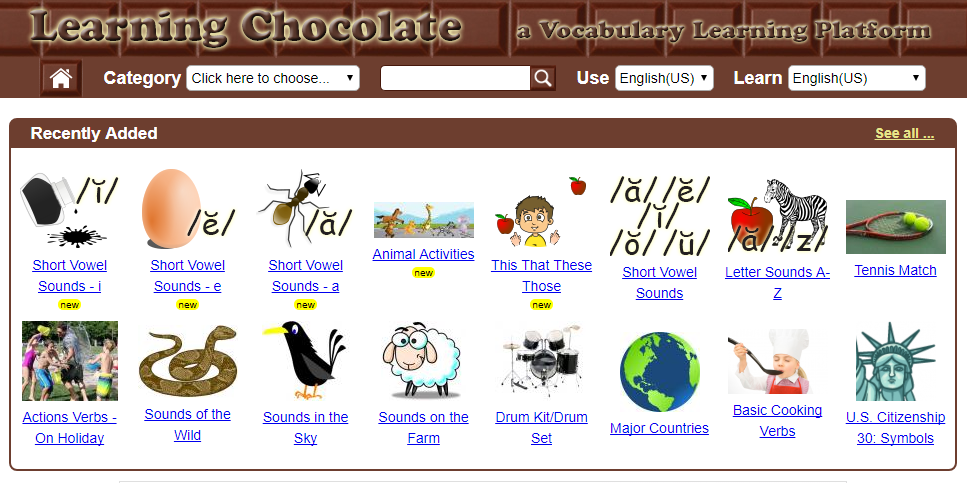 Learning Chocolate
a Vocabulary Learning Platform
Category Click here to choose... Use English(US) Learn English(US)
Recently Added
See all ...
/ĭ/
Short Vowel
Sounds - i
new
/ĕ/
Short Vowel
Sounds - e
new
/ă/
Short Vowel
Sounds - a
new
Animal Activities
new
This That These
Those
new
/ă/ /ĕ/
/ĭ/
/ŏ/ /ŭ/
Short Vowel
Sounds
/ă/-/z/
Letter Sounds A-
Z
Tennis Match
Actions Verbs -
On Holiday
Sounds of the
Wild
Sounds in the
Sky
Sounds on the
Farm
Drum Kit/Drum
Set
Major Countries
Basic Cooking
Verbs
U.S. Citizenship
30: Symbols